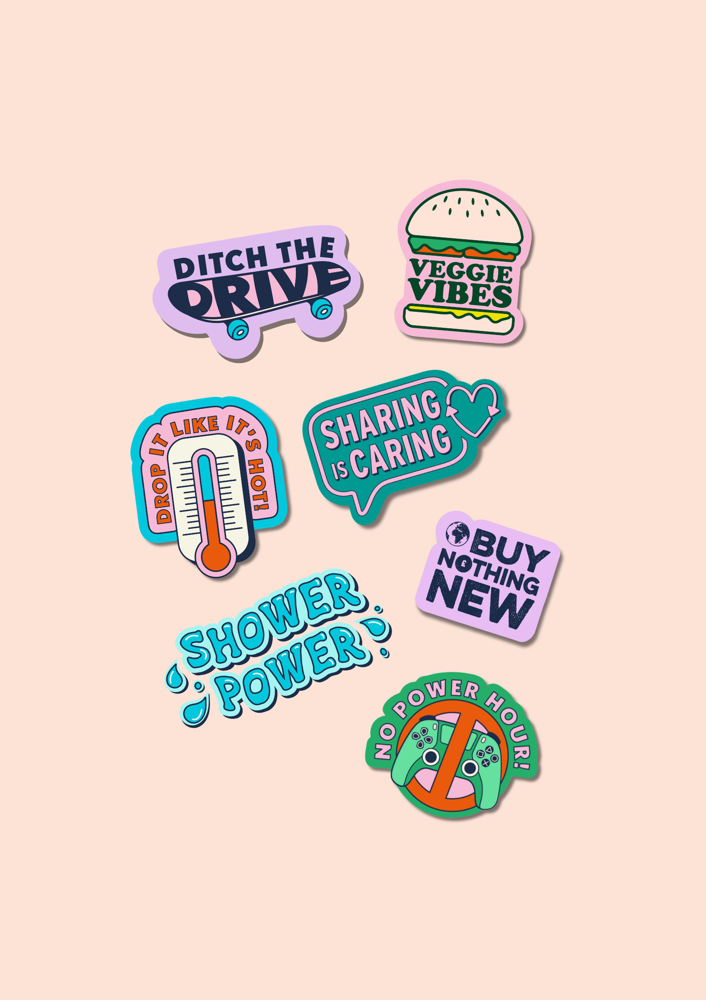 DITCH THE
DRIVE
VEGGIE
VIBES
DROP IT LIKE IT'S HOT!
SHARING
IS CARING
BUY
NOTHING
NEW
SHOWER
POWER
NO POWER HOUR!